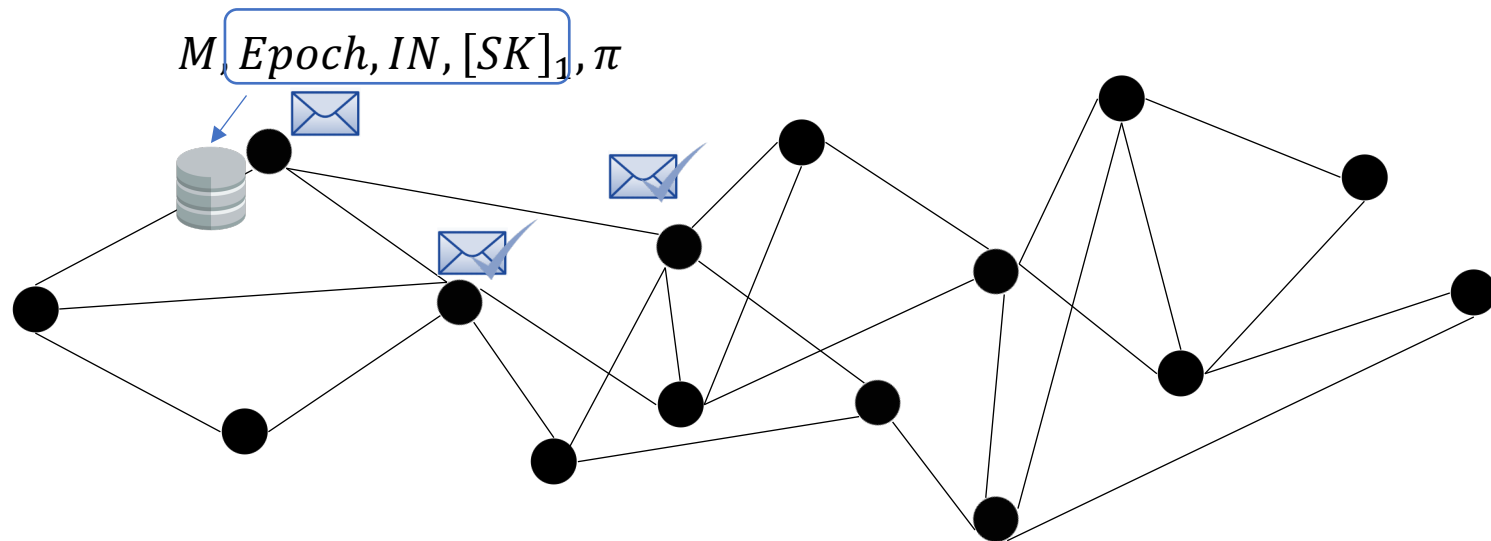 M, Epoch, IN, [SK]₁, π